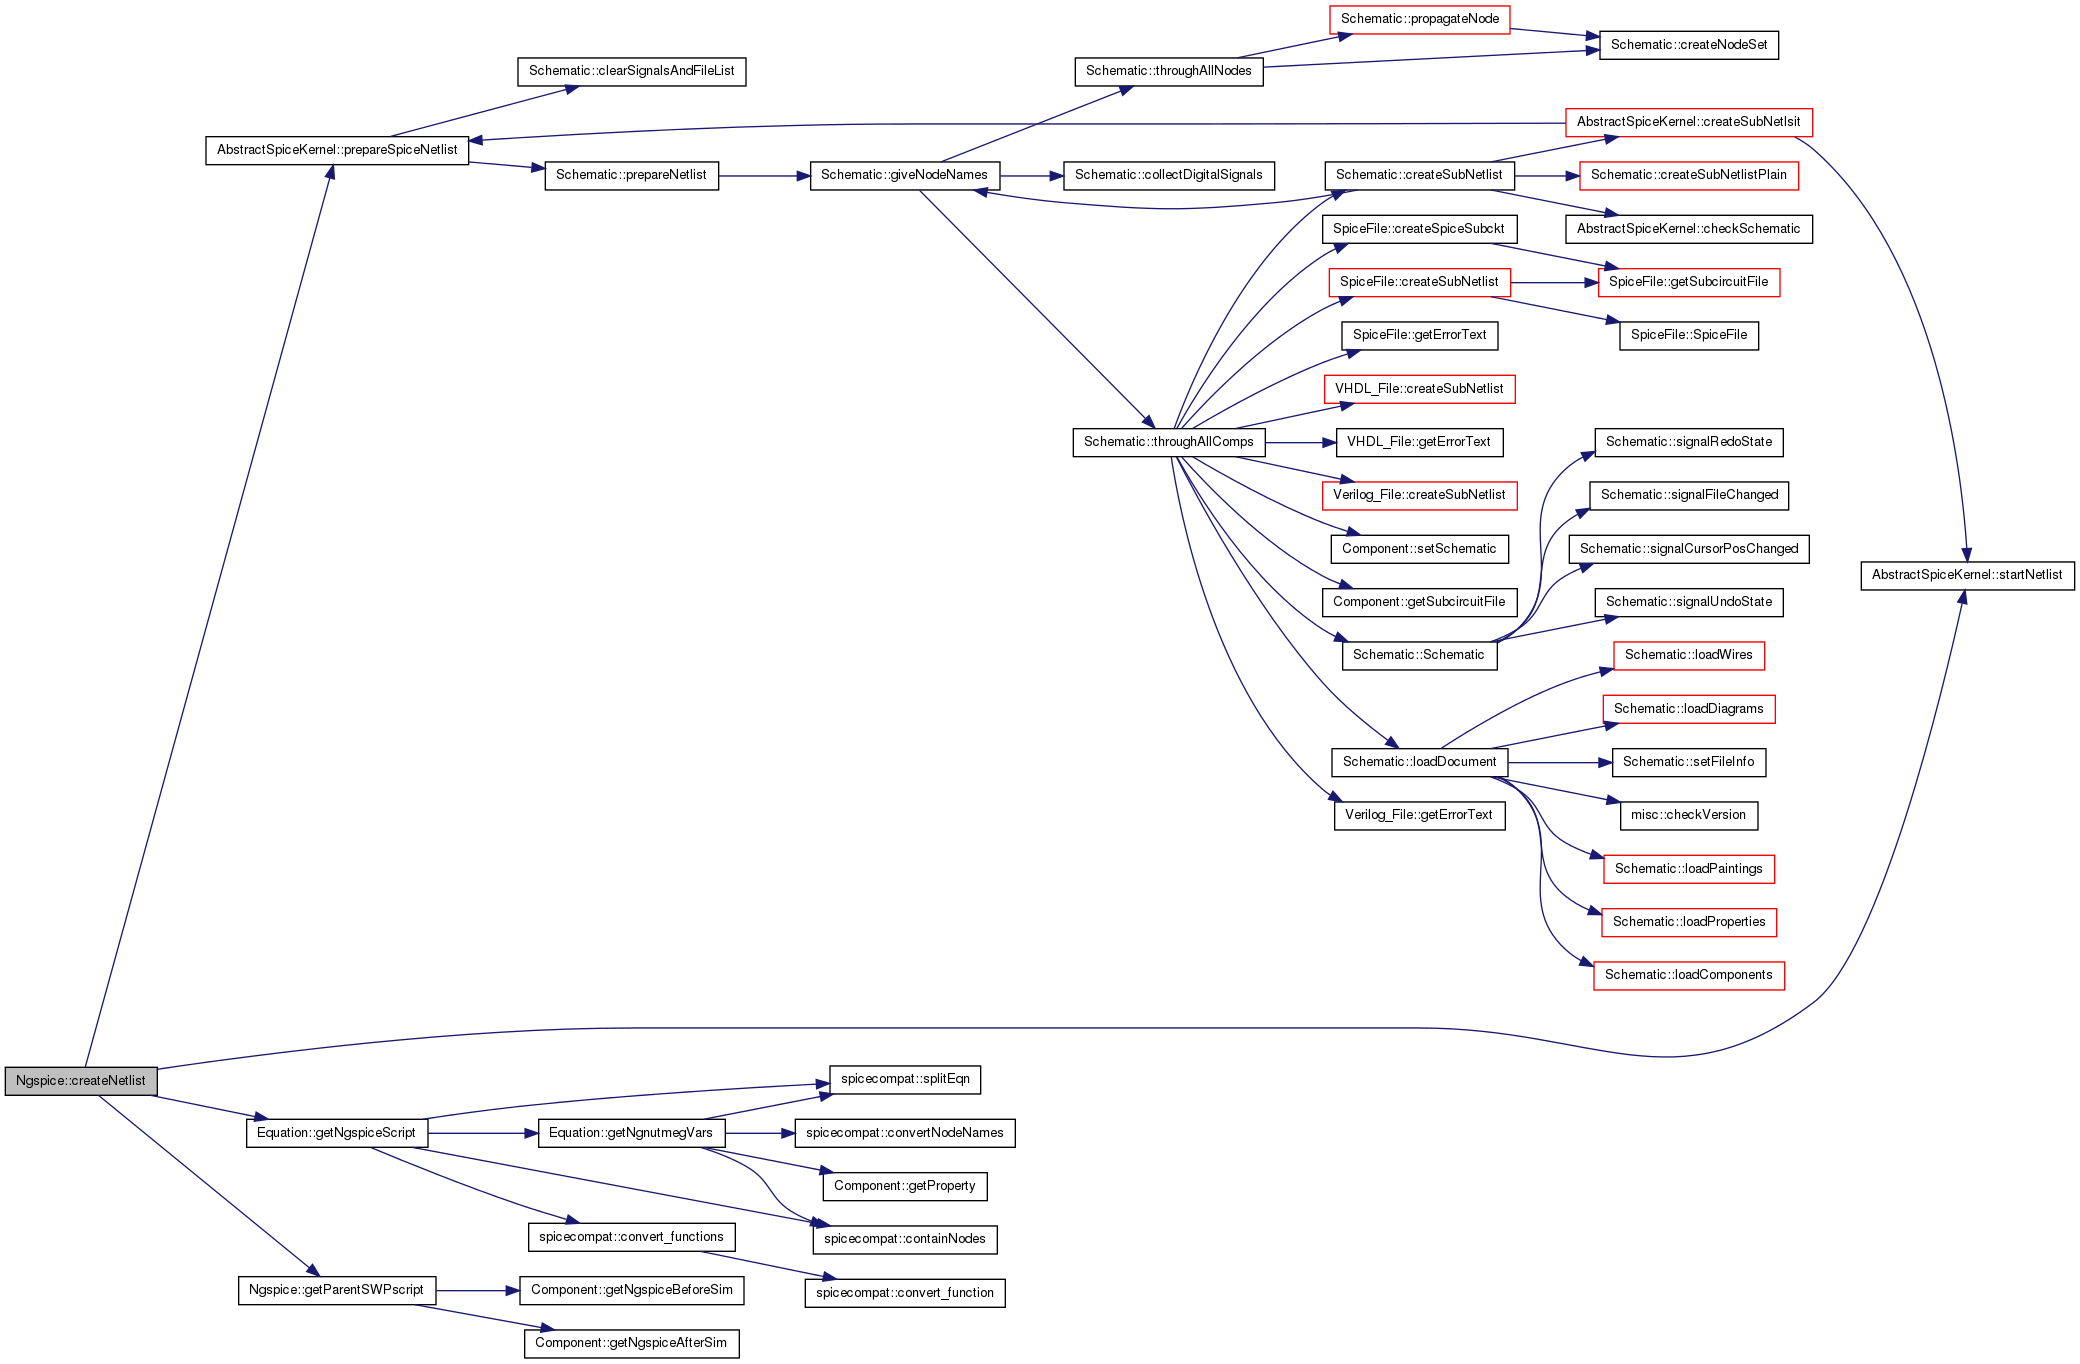 Schematic::propagateNode
Schematic::createNodeSet
Schematic::clearSignalsAndFileList
Schematic::throughAllNodes
AbstractSpiceKernel::createSubNetlsit
AbstractSpiceKernel::prepareSpiceNetlist
Schematic::prepareNetlist
Schematic::giveNodeNames
Schematic::collectDigitalSignals
Schematic::createSubNetlist
Schematic::createSubNetlistPlain
SpiceFile::createSpiceSubckt
AbstractSpiceKernel::checkSchematic
SpiceFile::createSubNetlist
SpiceFile::getSubcircuitFile
SpiceFile::getErrorText
SpiceFile::SpiceFile
VHDL_File::createSubNetlist
Schematic::throughAllComps
VHDL_File::getErrorText
Schematic::signalRedoState
Verilog_File::createSubNetlist
Schematic::signalFileChanged
Component::setSchematic
Schematic::signalCursorPosChanged
AbstractSpiceKernel::startNetlist
Component::getSubcircuitFile
Schematic::signalUndoState
Schematic::Schematic
Schematic::loadWires
Schematic::loadDiagrams
Schematic::loadDocument
Schematic::setFileInfo
Verilog_File::getErrorText
misc::checkVersion
Schematic::loadPaintings
Schematic::loadProperties
Schematic::loadComponents
Ngspice::createNetlist
spicecompat::splitEqn
Equation::getNgspiceScript
Equation::getNgnutmegVars
spicecompat::convertNodeNames
Component::getProperty
spicecompat::convert_functions
spicecompat::containNodes
Ngspice::getParentSWPscript
Component::getNgspiceBeforeSim
spicecompat::convert_function
Component::getNgspiceAfterSim